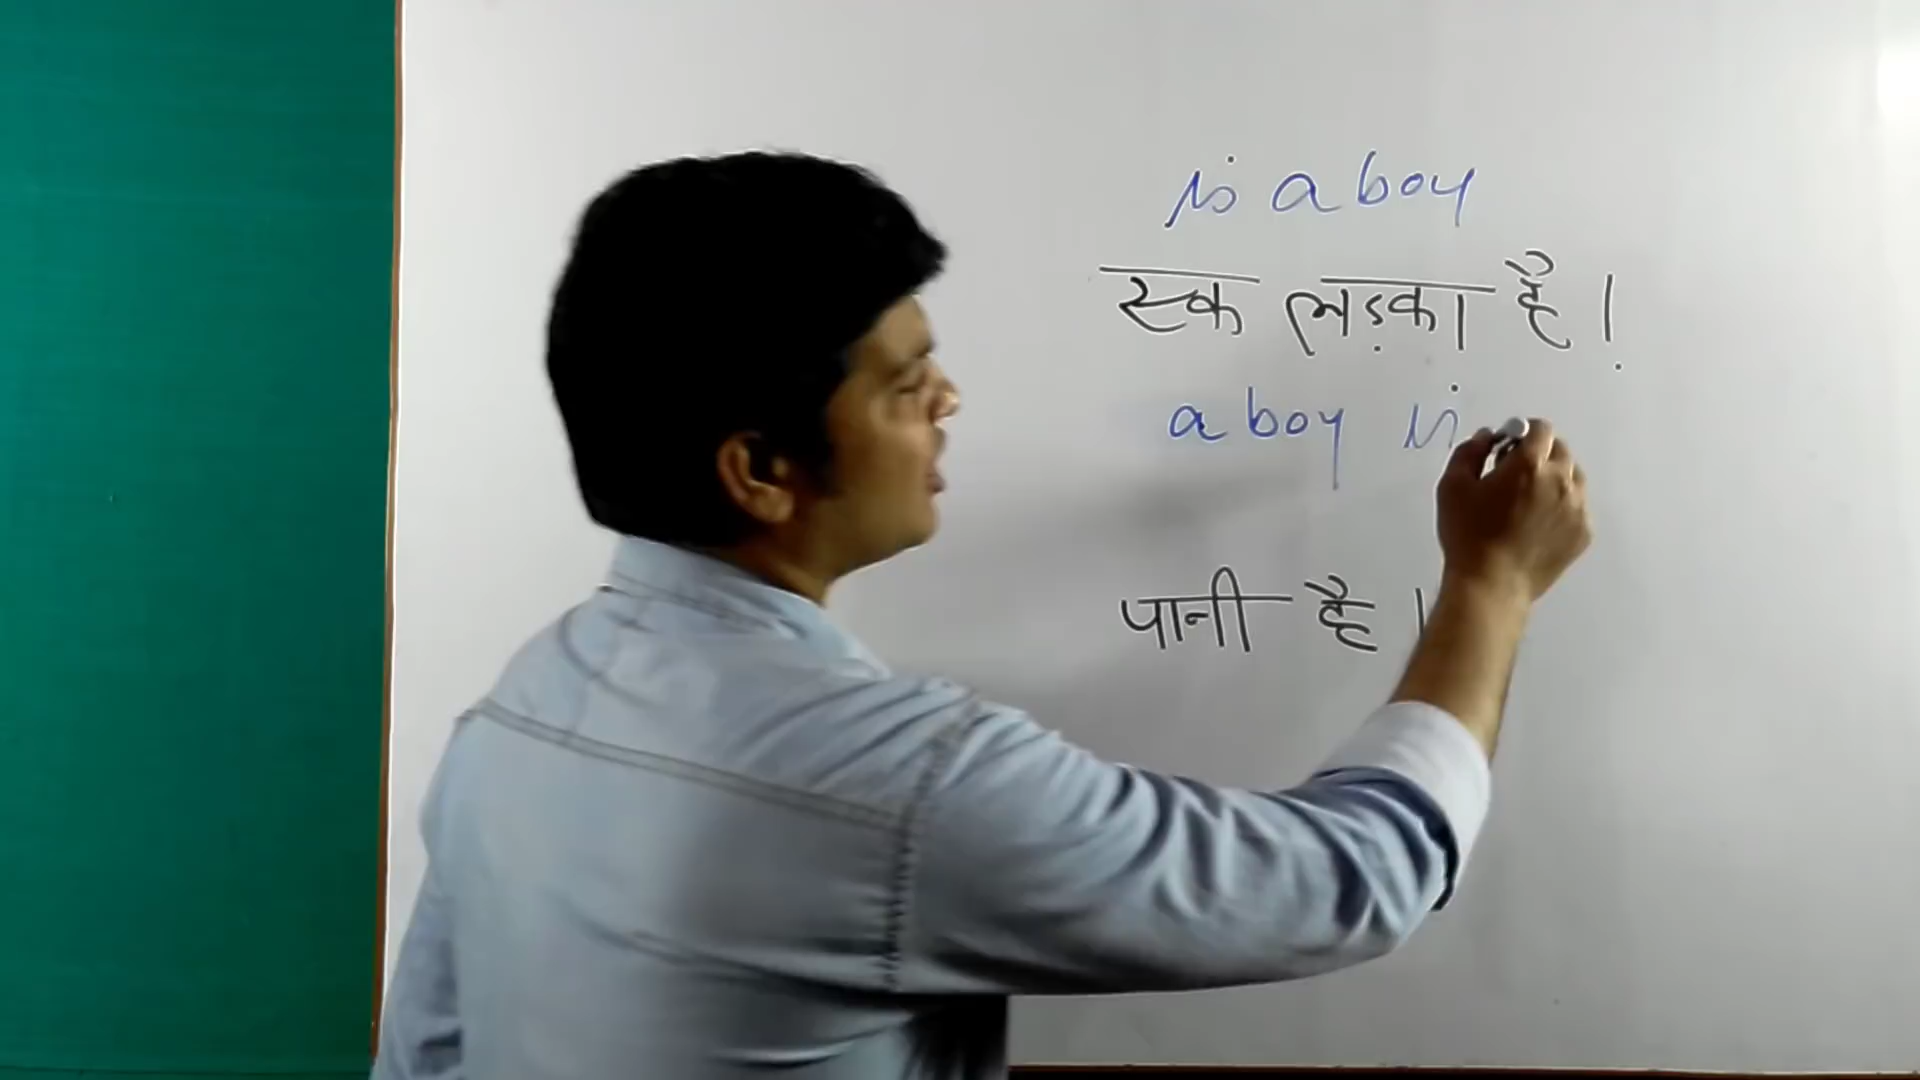 is a boy
एक लड़का है।
a boy is
पानी है।